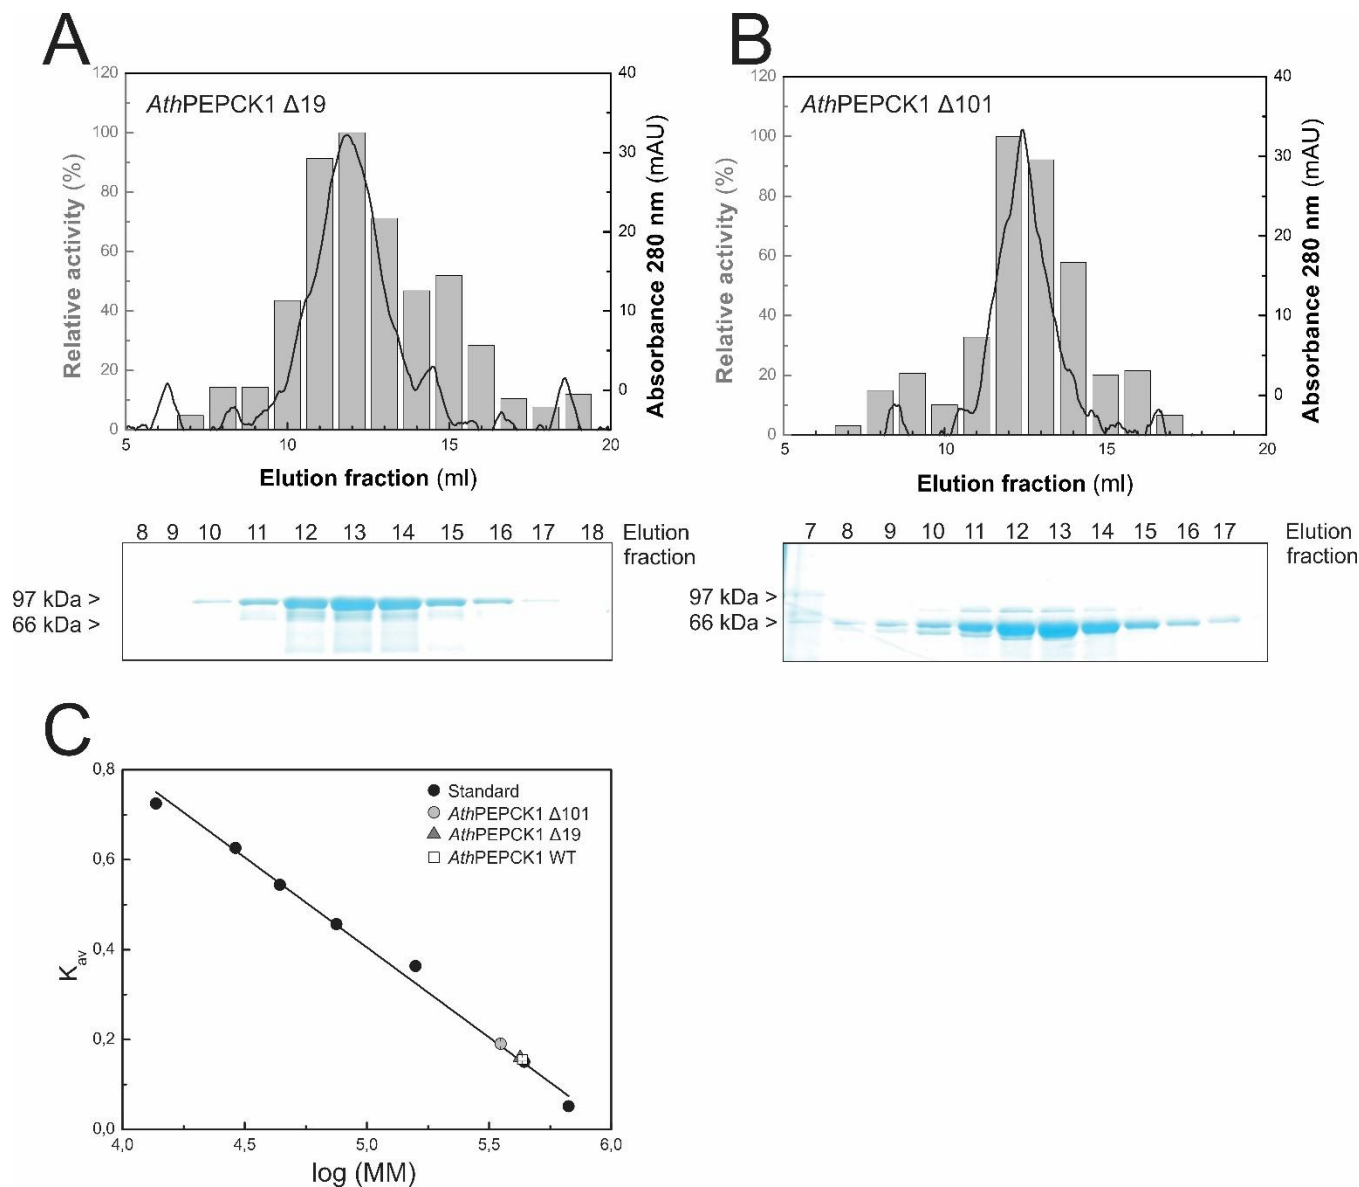 A
AthPEPCK1 Δ19
120
100
80
60
40
20
0
Relative activity (%)
40
30
20
10
0
Absorbance 280 nm (mAU)
5 10 15 20
Elution fraction (ml)
8 9 10 11 12 13 14 15 16 17 18 Elution
fraction
97 kDa >
66 kDa >
B
AthPEPCK1 Δ101
120
100
80
60
40
20
0
Relative activity (%)
40
30
20
10
0
Absorbance 280 nm (mAU)
5 10 15 20
Elution fraction (ml)
7 8 9 10 11 12 13 14 15 16 17 Elution
fraction
97 kDa >
66 kDa >
C
0,8
0,6
0,4
0,2
0,0
Kav
Standard
AthPEPCK1 Δ101
AthPEPCK1 Δ19
AthPEPCK1 WT
4,0 4,5 5,0 5,5 6,0
log (MM)